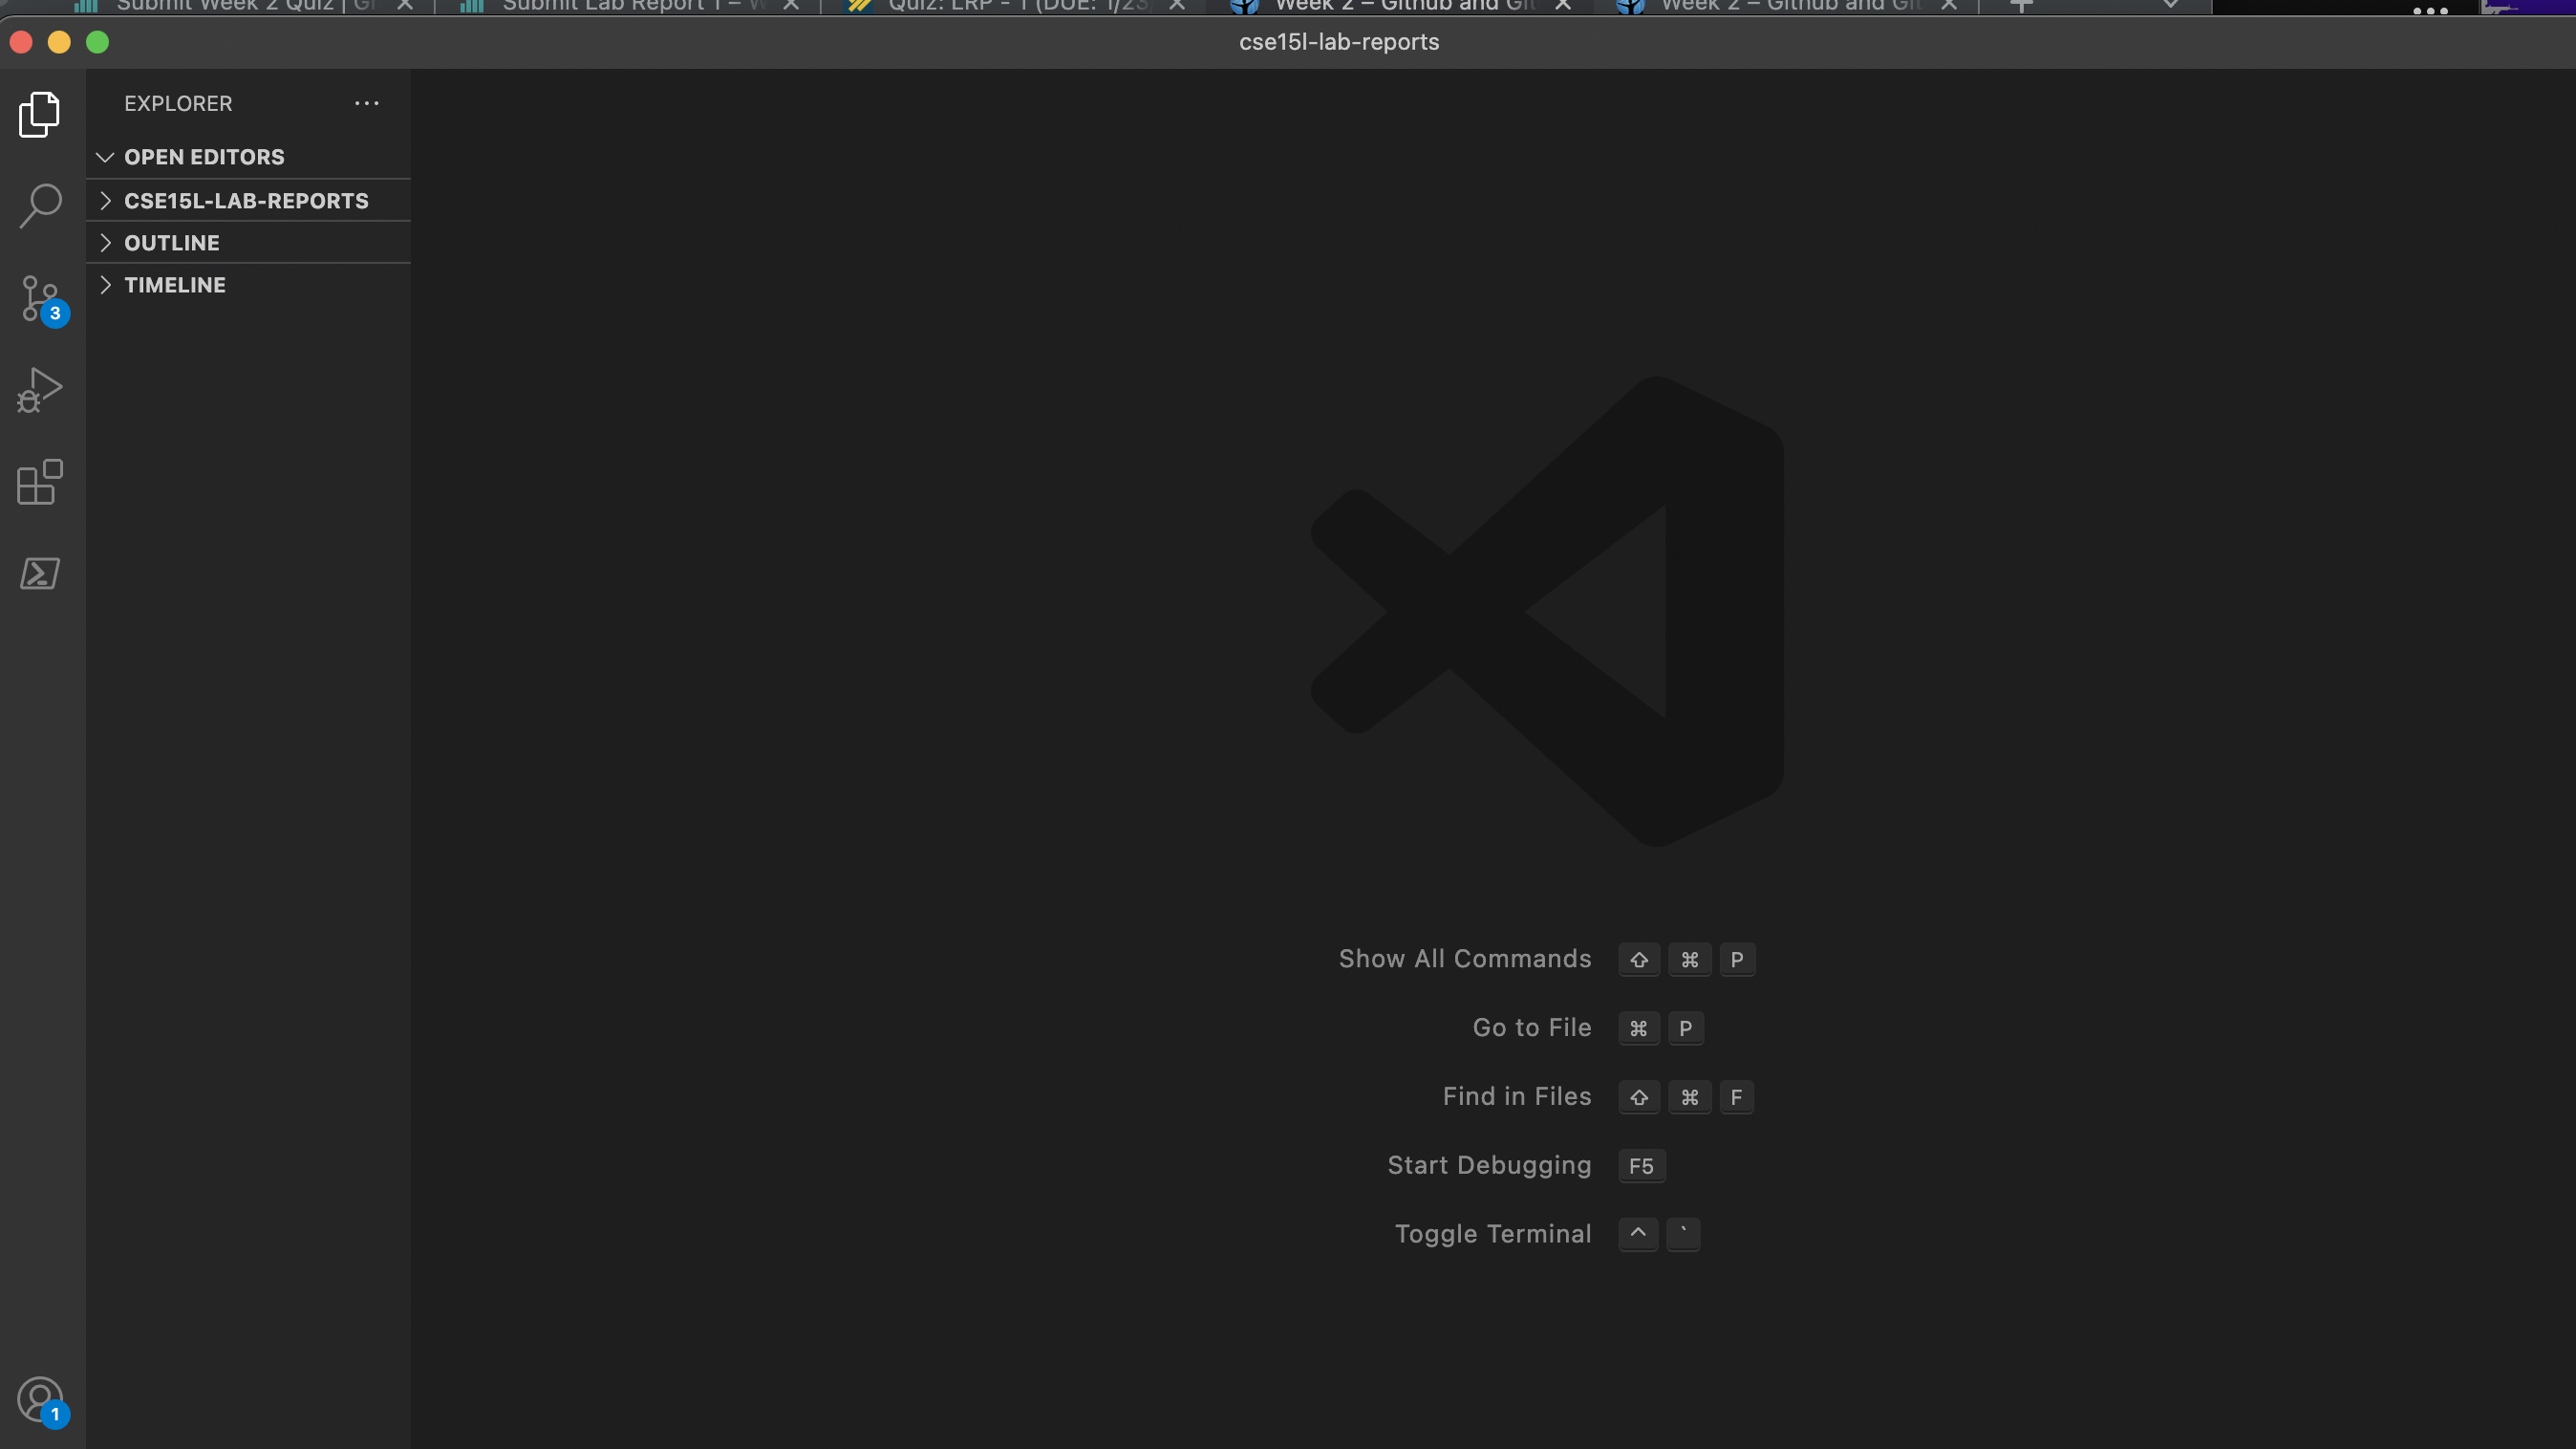 Submit Week 2 Quiz | Gr
Submit Lab Report 1 – W
Quiz: LRP - 1 (DUE: 1/23
Week 2 – Github and Git
Week 2 – Github and Git
cse15l-lab-reports
EXPLORER
OPEN EDITORS
CSE15L-LAB-REPORTS
OUTLINE
TIMELINE
3
Show All Commands ⇧ ⌘ P
Go to File ⌘ P
Find in Files ⇧ ⌘ F
Start Debugging F5
Toggle Terminal ^ `
1